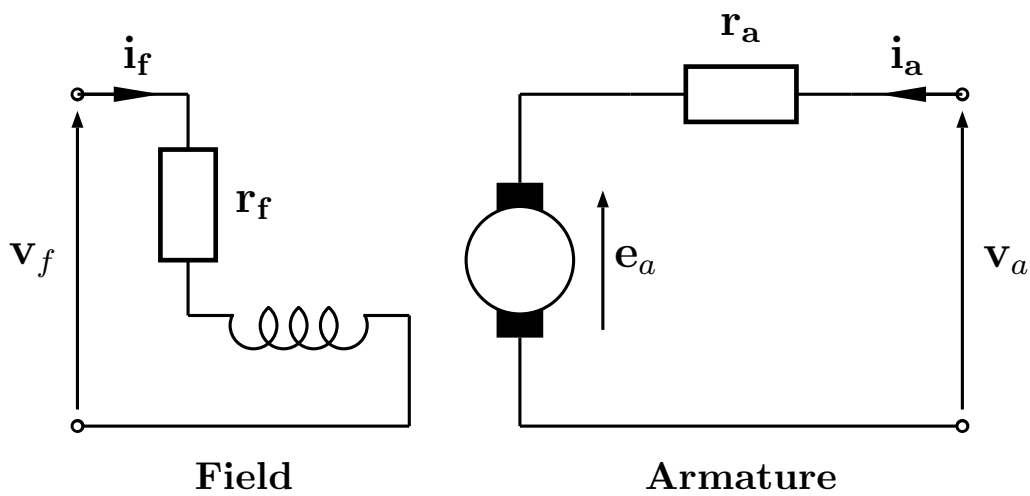 i_f
r_a
i_a
r_f
v_f
e_a
v_a
Field
Armature